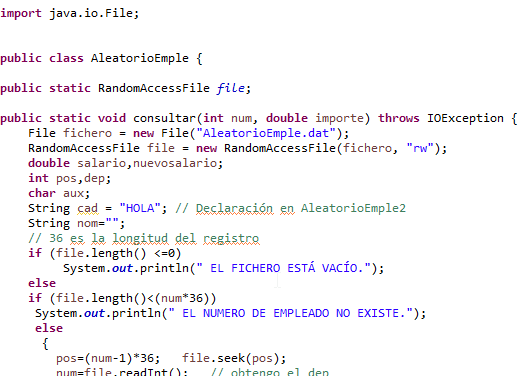 import java.io.File;
public class AleatorioEmple {
public static RandomAccessFile file;
public static void consultar(int num, double importe) throws IOException {
File fichero = new File("AleatorioEmple.dat");
RandomAccessFile file = new RandomAccessFile(fichero, "rw");
double salario,nuevosalario;
int pos,dep;
char aux;
String cad = "HOLA"; // Declaración en AleatorioEmple2
String nom="";
// 36 es la longitud del registro
if (file.length() <=0)
System.out.println(" EL FICHERO ESTÁ VACÍO.");
else
if (file.length()<(num*36))
System.out.println(" EL NUMERO DE EMPLEADO NO EXISTE.");
else
{
pos=(num-1)*36; file.seek(pos);
num=file.readInt(); // obtengo el dep